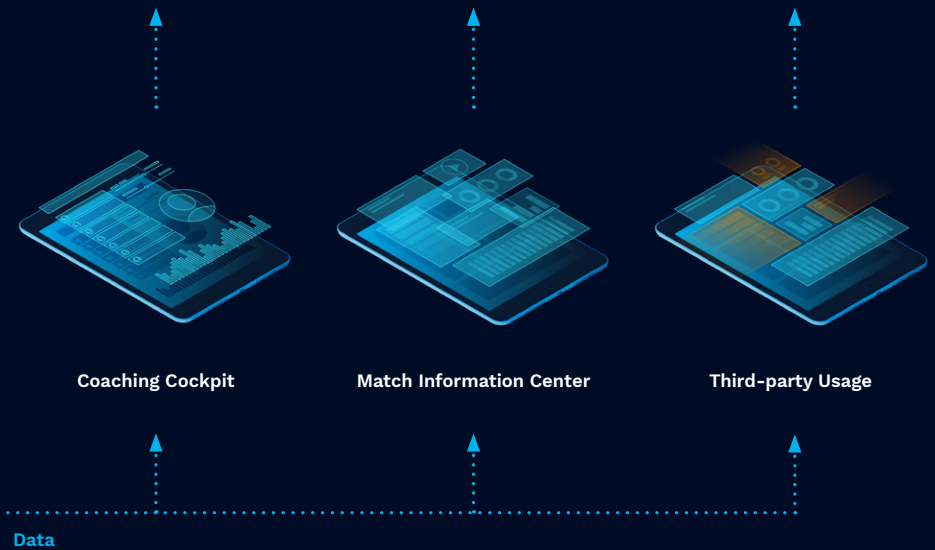 Coaching Cockpit
Match Information Center
Third-party Usage
Data